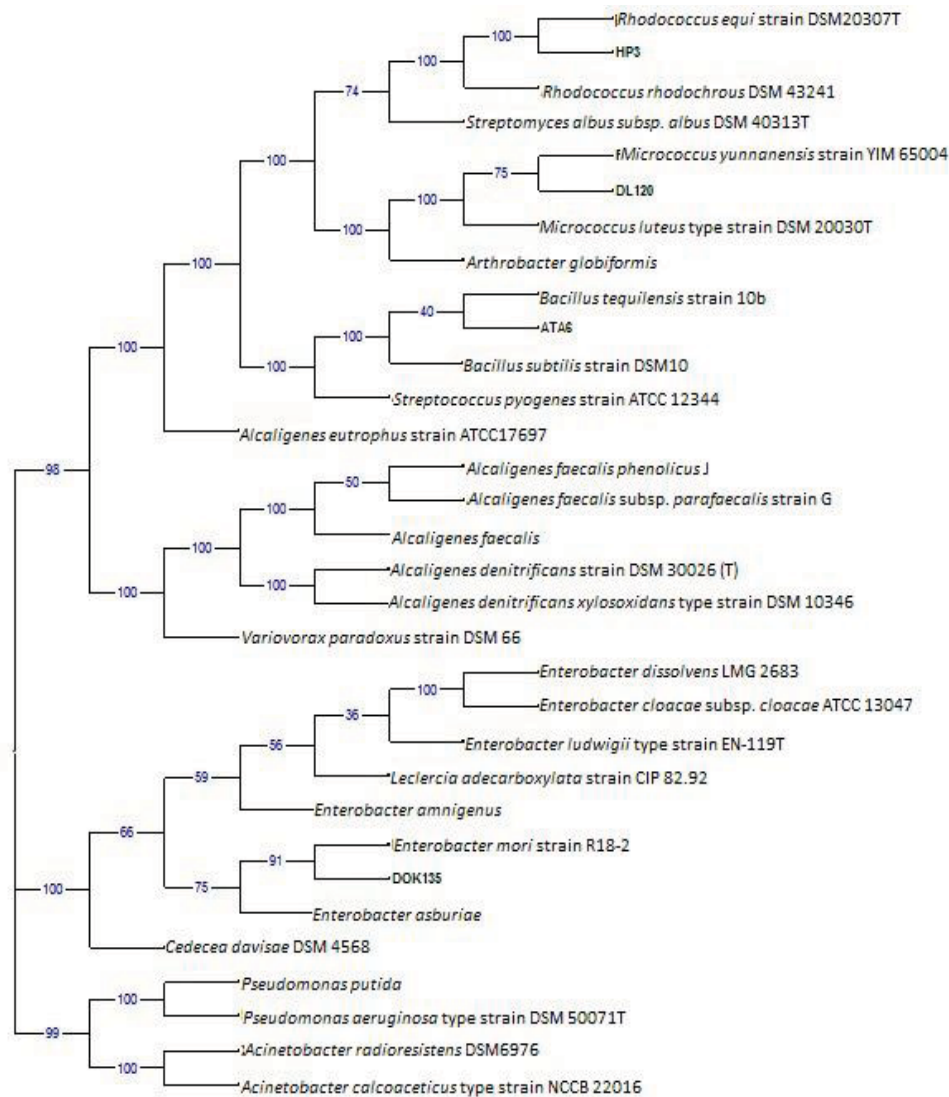 Rhodococcus equi strain DSM20307T
100
HP3
100
Rhodococcus rhodochrous DSM 43241
74
Streptomyces albus subsp. albus DSM 40313T
100
Micrococcus yunnanensis strain YIM 65004
75
DL120
100
Micrococcus luteus type strain DSM 20030T
100
Arthrobacter globiformis
100
Bacillus tequilensis strain 10b
40
ATA6
100
Bacillus subtilis strain DSM10
100
Streptococcus pyogenes strain ATCC 12344
100
Alcaligenes eutrophus strain ATCC17697
98
Alcaligenes faecalis phenolicus J
50
Alcaligenes faecalis subsp. parafaecalis strain G
100
Alcaligenes faecalis
100
Alcaligenes denitrificans strain DSM 30026 (T)
100
Alcaligenes denitrificans xylosoxidans type strain DSM 10346
100
Variovorax paradoxus strain DSM 66
Enterobacter dissolvens LMG 2683
100
Enterobacter cloacae subsp. cloacae ATCC 13047
36
Enterobacter ludwigii type strain EN-119T
56
Leclercia adecarboxylata strain CIP 82.92
59
Enterobacter amnigenus
66
Enterobacter mori strain R18-2
91
DOK135
75
Enterobacter asburiae
100
Cedecea davisae DSM 4568
Pseudomonas putida
100
Pseudomonas aeruginosa type strain DSM 50071T
99
Acinetobacter radioresistens DSM6976
100
Acinetobacter calcoaceticus type strain NCCB 22016